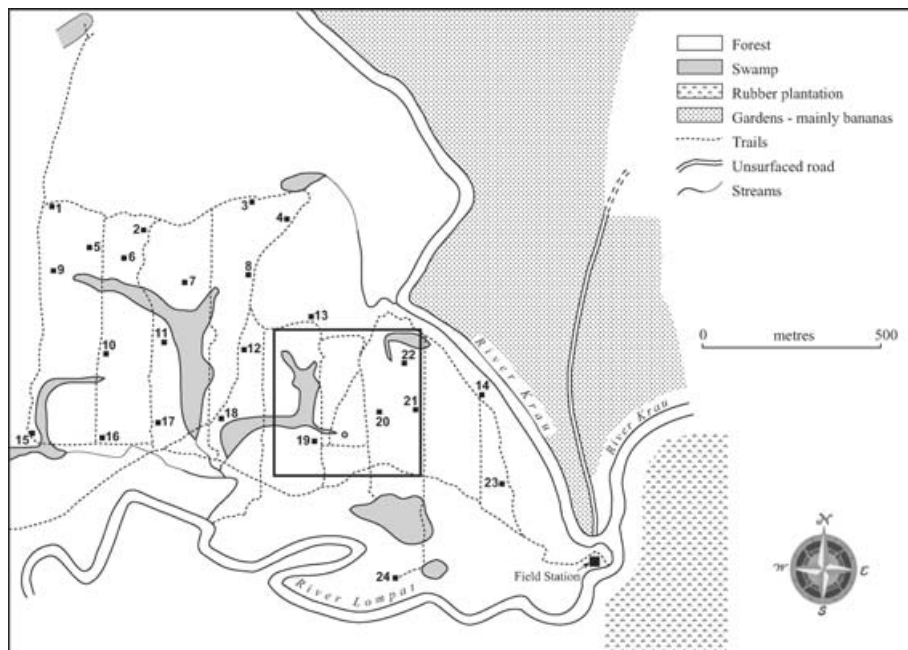 Forest
Swamp
Rubber plantation
Gardens - mainly bananas
Trails
Unsurfaced road
Streams
1
2
3
4
5
6
7
8
9
10
11
12
13
14
15
16
17
18
19
20
21
22
23
24
0 metres 500
River Krau
River Krau
River Lompat
Field Station
N
W E
S